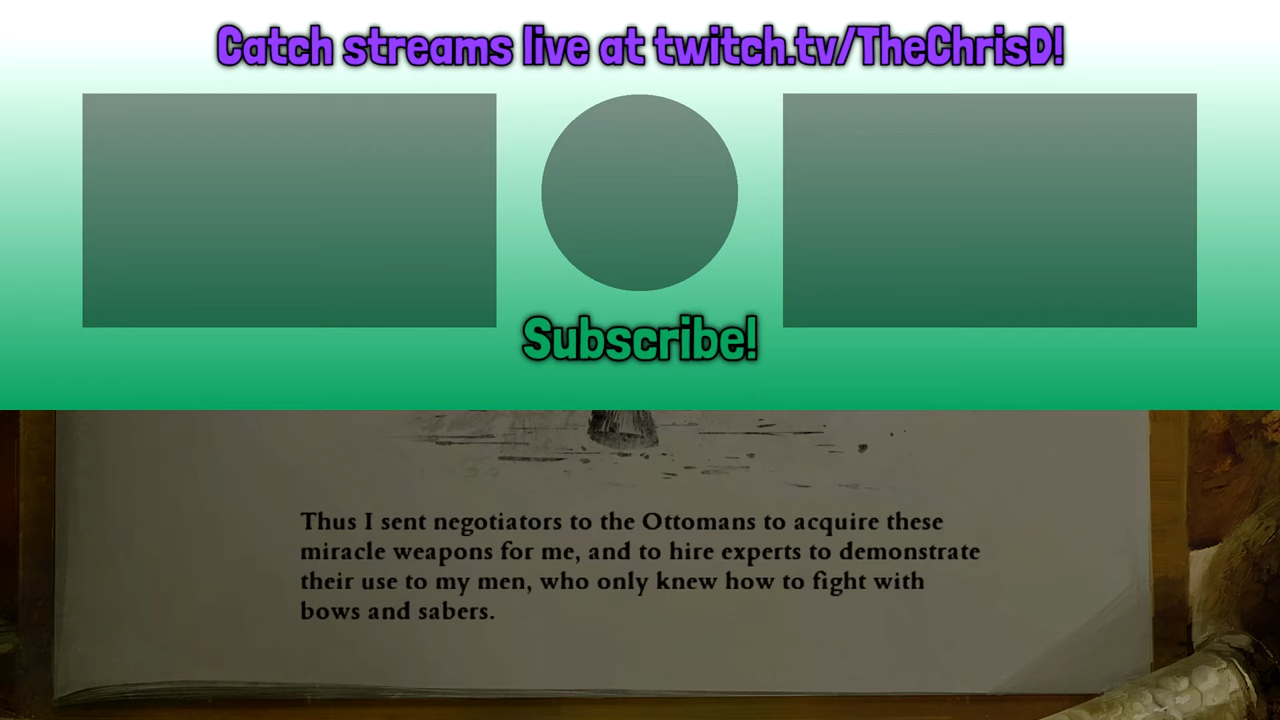 Catch streams live at twitch.tv/TheChrisD!
Subscribe!
Thus I sent negotiators to the Ottomans to acquire these
miracle weapons for me, and to hire experts to demonstrate
their use to my men, who only knew how to fight with
bows and sabers.